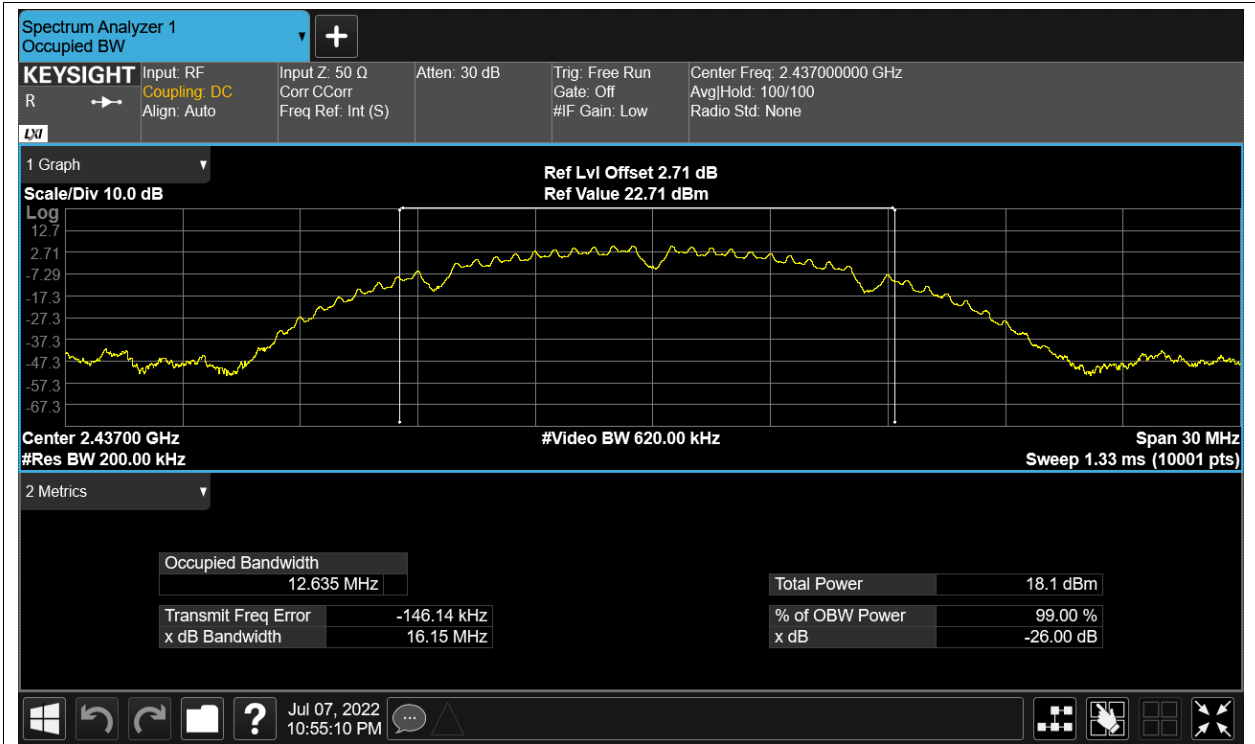 Spectrum Analyzer 1
Occupied BW
KEYSIGHT
R
LXI
Input: RF
Coupling: DC
Align: Auto
Input Z: 50 Ω
Corr CCorr
Freq Ref: Int (S)
Atten: 30 dB
Trig: Free Run
Gate: Off
#IF Gain: Low
Center Freq: 2.437000000 GHz
Avg|Hold: 100/100
Radio Std: None
1 Graph
Scale/Div 10.0 dB
Ref Lvl Offset 2.71 dB
Ref Value 22.71 dBm
Log
12.7
2.71
-7.29
-17.3
-27.3
-37.3
-47.3
-57.3
-67.3
Center 2.43700 GHz
#Video BW 620.00 kHz
Span 30 MHz
#Res BW 200.00 kHz
Sweep 1.33 ms (10001 pts)
2 Metrics
Occupied Bandwidth
12.635 MHz
Total Power 18.1 dBm
Transmit Freq Error -146.14 kHz
% of OBW Power 99.00 %
x dB Bandwidth 16.15 MHz
x dB -26.00 dB
Jul 07, 2022
10:55:10 PM